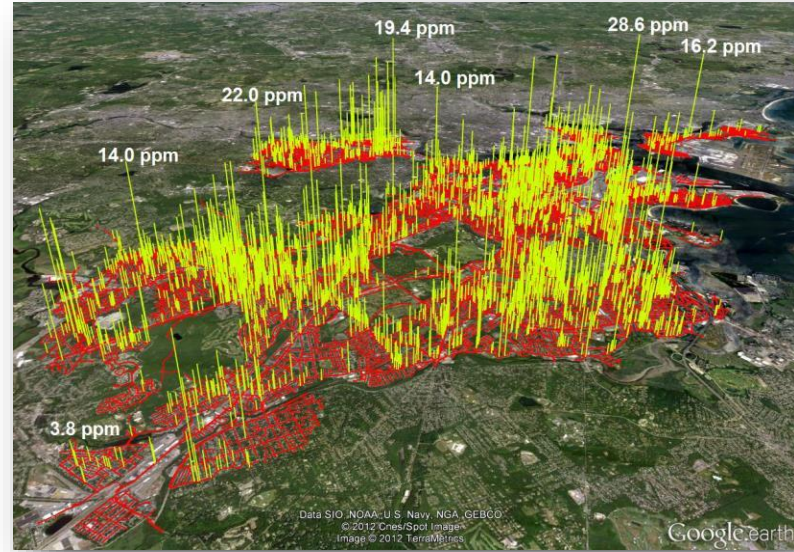 19.4 ppm
28.6 ppm
16.2 ppm
14.0 ppm
22.0 ppm
14.0 ppm
3.8 ppm
Data SIO, NOAA, U.S. Navy, NGA, GEBCO
© 2012 Cnes/Spot Image
Image © 2012 TerraMetrics
Google earth